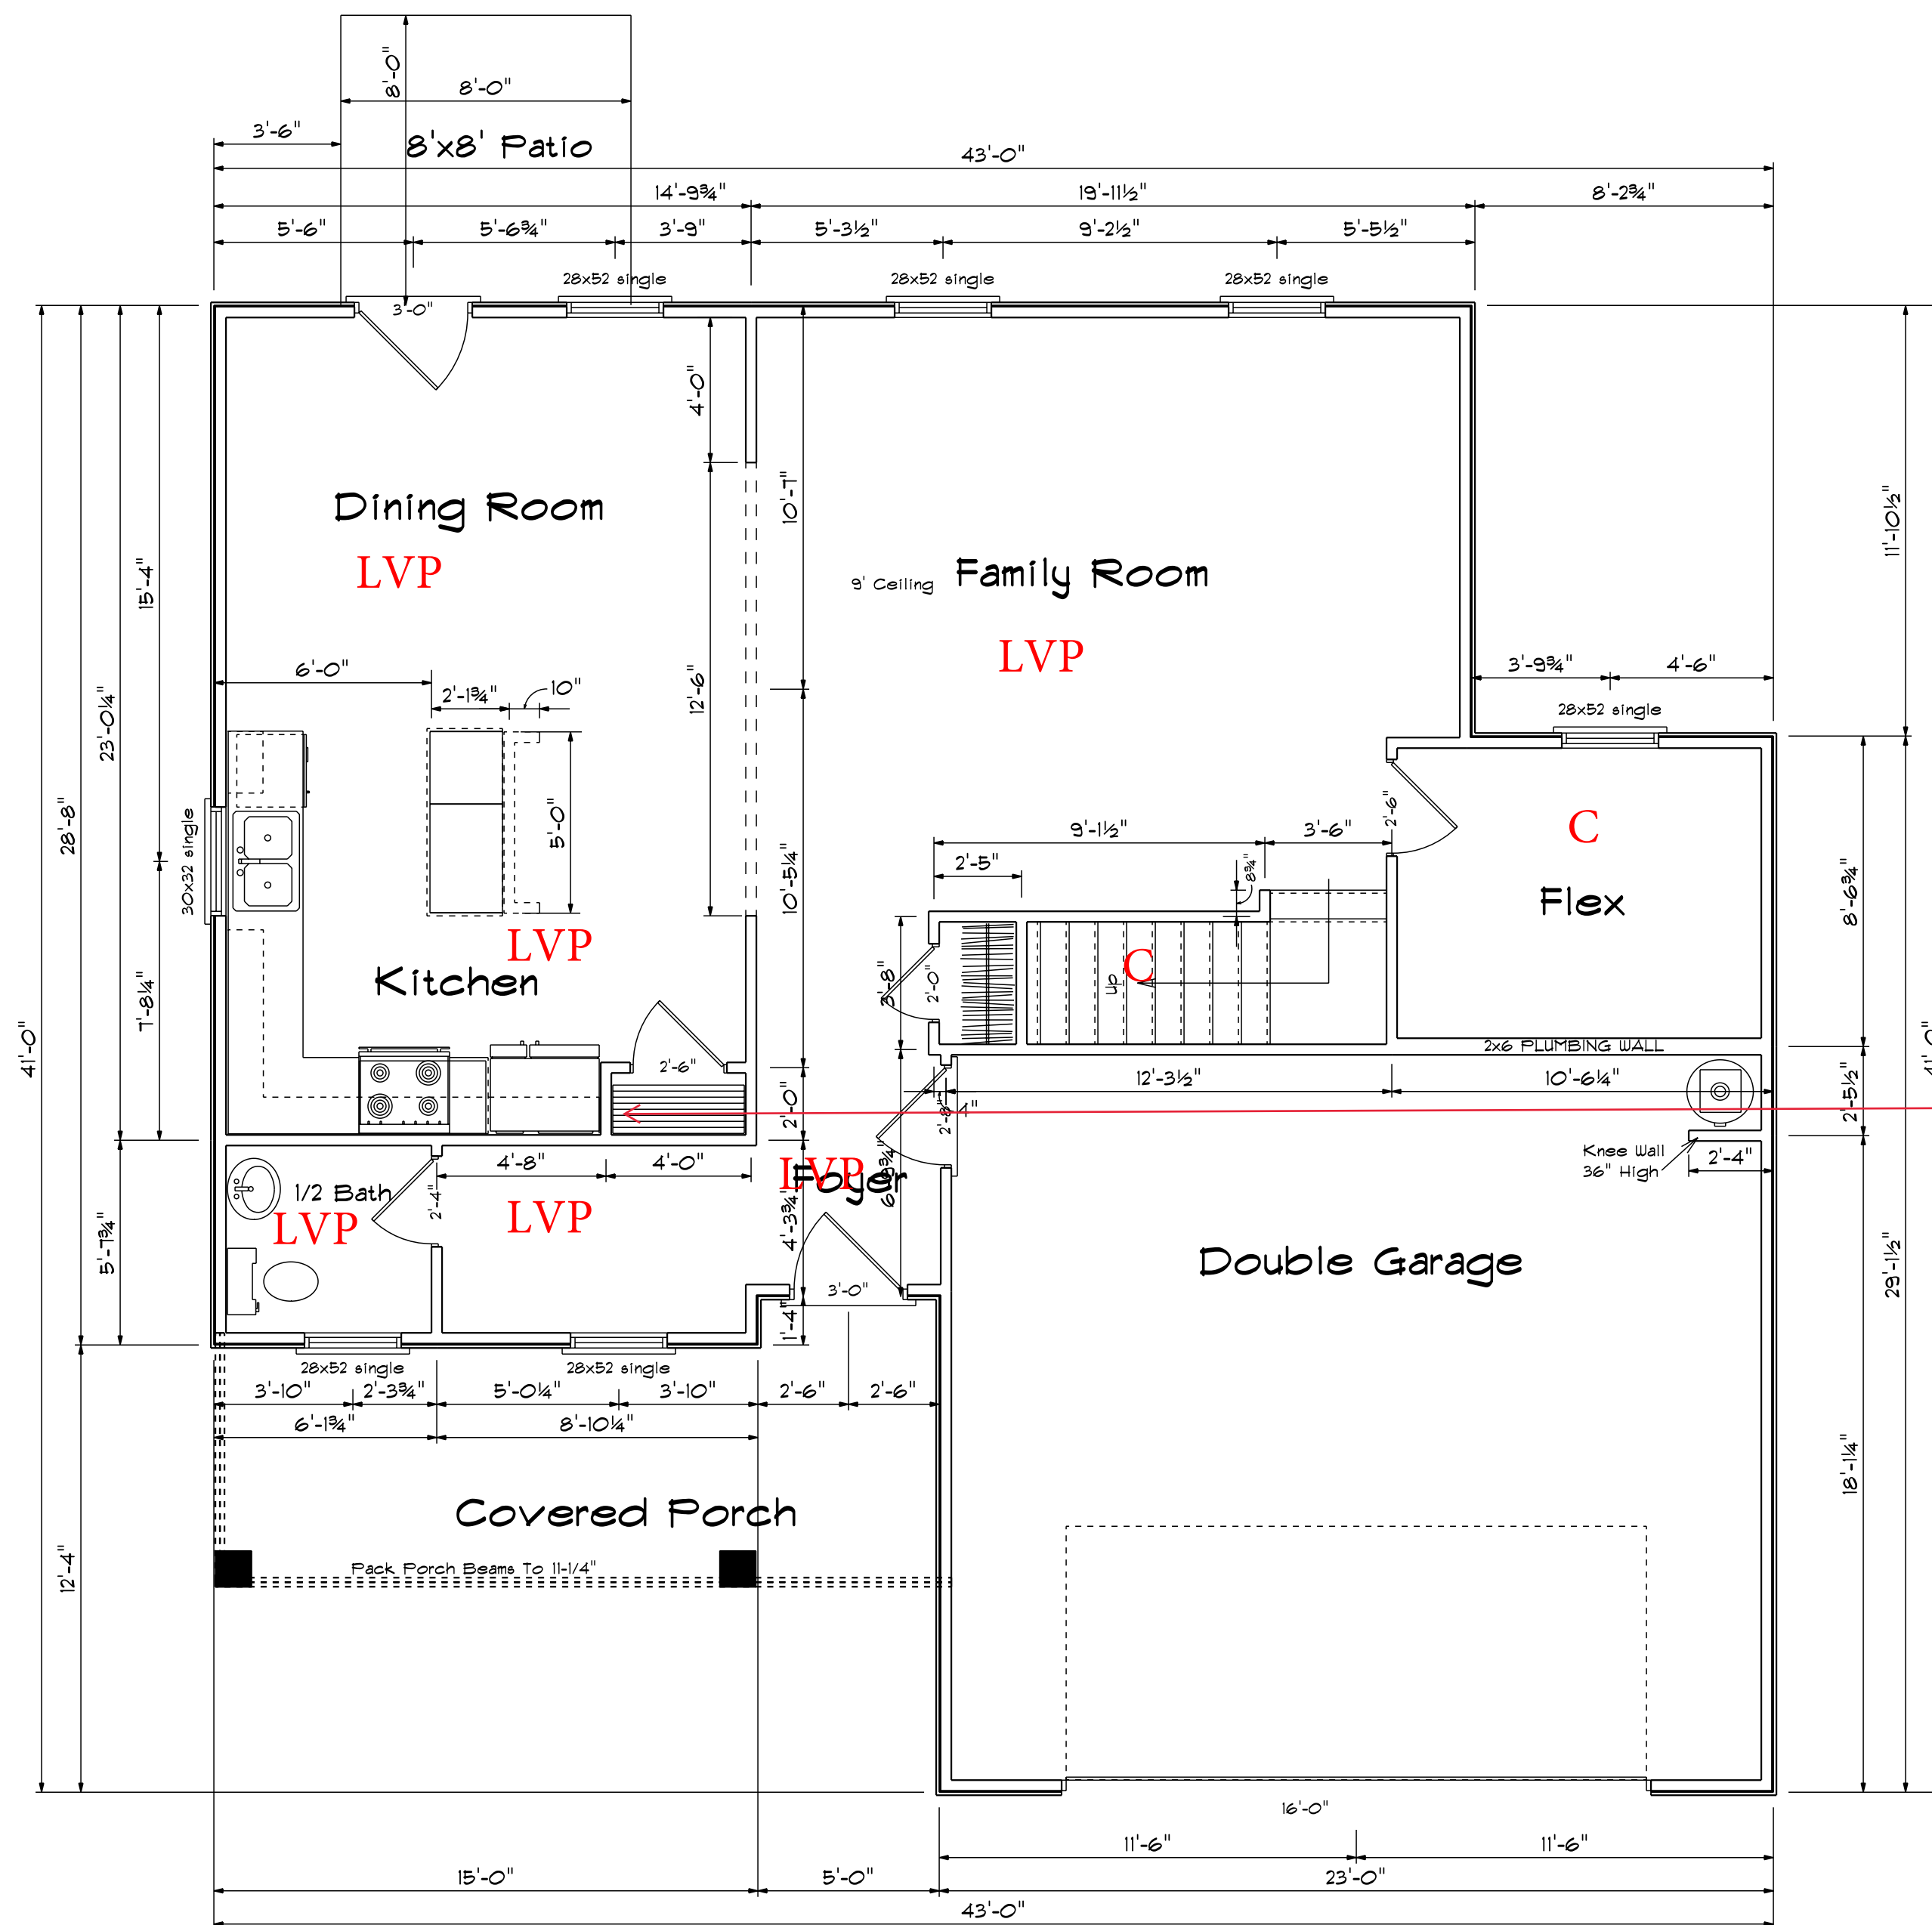 8'-0"
8'-0"
3'-6"
8'x8' Patio
43'-0"
14'-9¾"
19'-11½"
8'-2¾"
5'-6"
5'-6¾"
3'-9"
5'-3½"
9'-2½"
5'-5½"
28x52 single
28x52 single
28x52 single
3'-0"
4'-0"
10'-7"
11'-10½"
Dining Room
LVP
Family Room
9' Ceiling
LVP
15'-4"
6'-0"
2'-1¾"
10"
12'-6"
3'-9¾"
4'-6"
28x52 single
23'-0¼"
28'-8"
30x32 single
5'-0"
2'-6"
C
9'-1½"
3'-6"
2'-5"
8¾"
Flex
8'-6¾"
10'-5¼"
LVP
Kitchen
3'-8"
2'-0"
C
up
7'-8¼"
41'-0"
41'-0"
2x6 PLUMBING WALL
2'-6"
12'-3½"
10'-6¼"
2'-0"
2'-8"
4"
2'-5½"
Knee Wall
36" High
2'-4"
4'-8"
4'-0"
LVP
Foyer
1/2 Bath
2'-4"
LVP
LVP
4'-3¾"
5'-7¾"
Double Garage
29'-1½"
3'-0"
1'-4"
28x52 single
28x52 single
3'-10"
2'-3¾"
5'-0¼"
3'-10"
2'-6"
2'-6"
6'-1¾"
8'-10¼"
18'-1¼"
Covered Porch
Pack Porch Beams To 11-1/4"
12'-4"
16'-0"
11'-6"
11'-6"
15'-0"
5'-0"
23'-0"
43'-0"